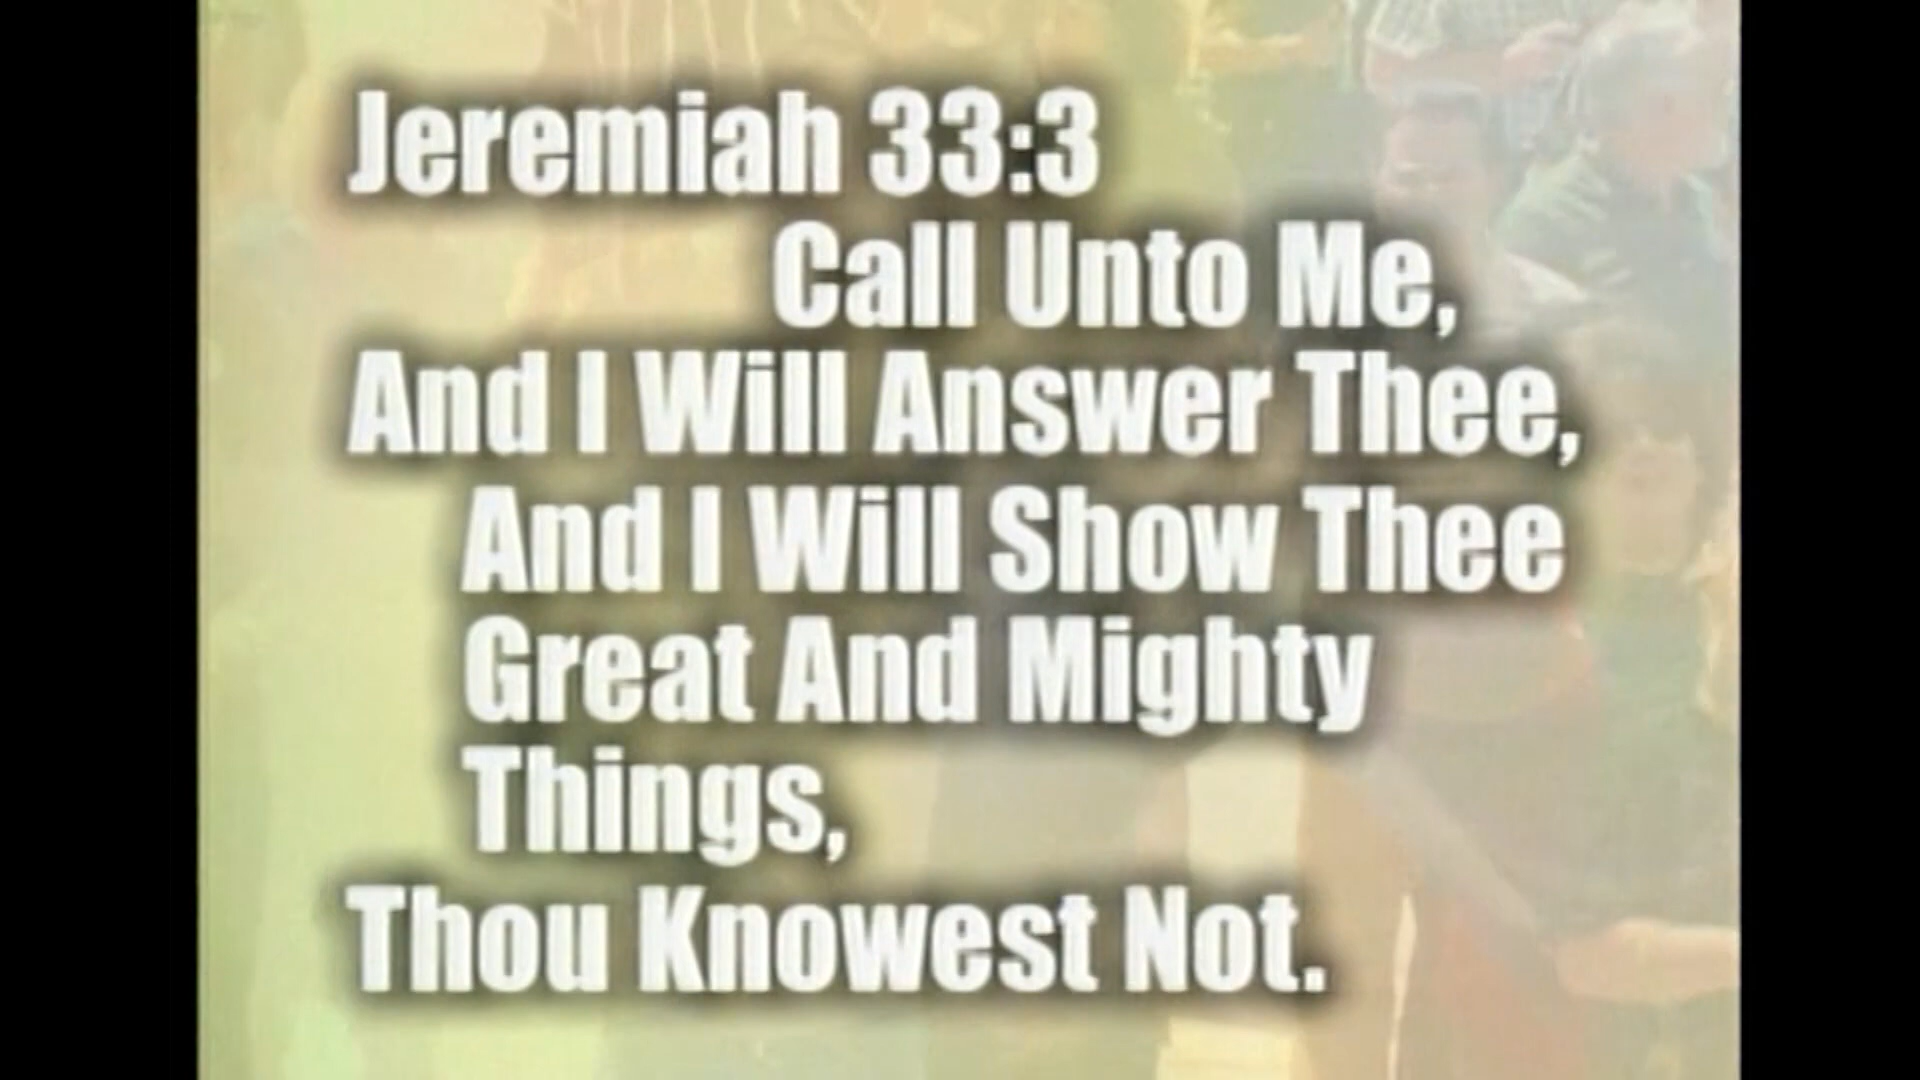 Jeremiah 33:3
Call Unto Me,
And I Will Answer Thee,
And I Will Show Thee
Great And Mighty
Things,
Thou Knowest Not.